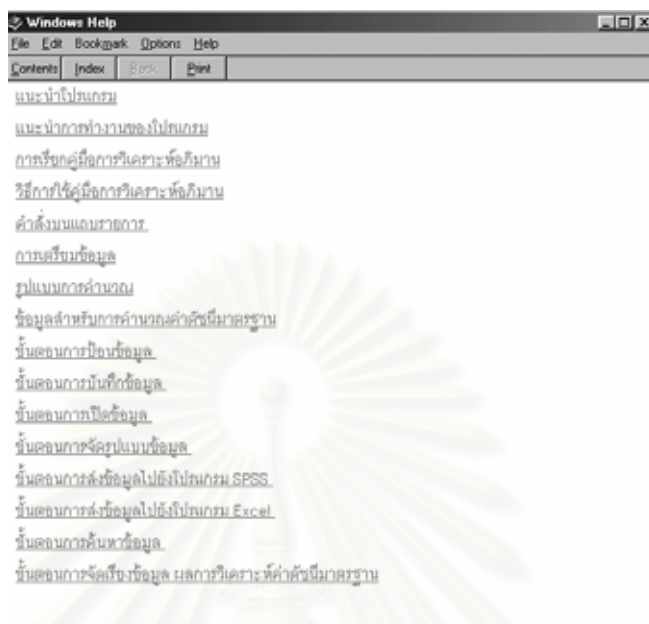 Windows Help
File Edit Bookmark Options Help
Contents Index Back Print
แนะนำโปรแกรม
แนะนำการทำงานของโปรแกรม
การเรียกคู่มือการวิเคราะห์อภิมาน
วิธีการใช้คู่มือการวิเคราะห์อภิมาน
คำสั่งบนแถบรายการ
การเตรียมข้อมูล
รูปแบบการคำนวณ
ข้อมูลสำหรับการคำนวณค่าดัชนีมาตรฐาน
ขั้นตอนการป้อนข้อมูล
ขั้นตอนการบันทึกข้อมูล
ขั้นตอนการเปิดข้อมูล
ขั้นตอนการจัดรูปแบบข้อมูล
ขั้นตอนการส่งข้อมูลไปยังโปรแกรม SPSS
ขั้นตอนการส่งข้อมูลไปยังโปรแกรม Excel
ขั้นตอนการค้นหาข้อมูล
ขั้นตอนการจัดเรียงข้อมูล ผลการวิเคราะห์ค่าดัชนีมาตรฐาน